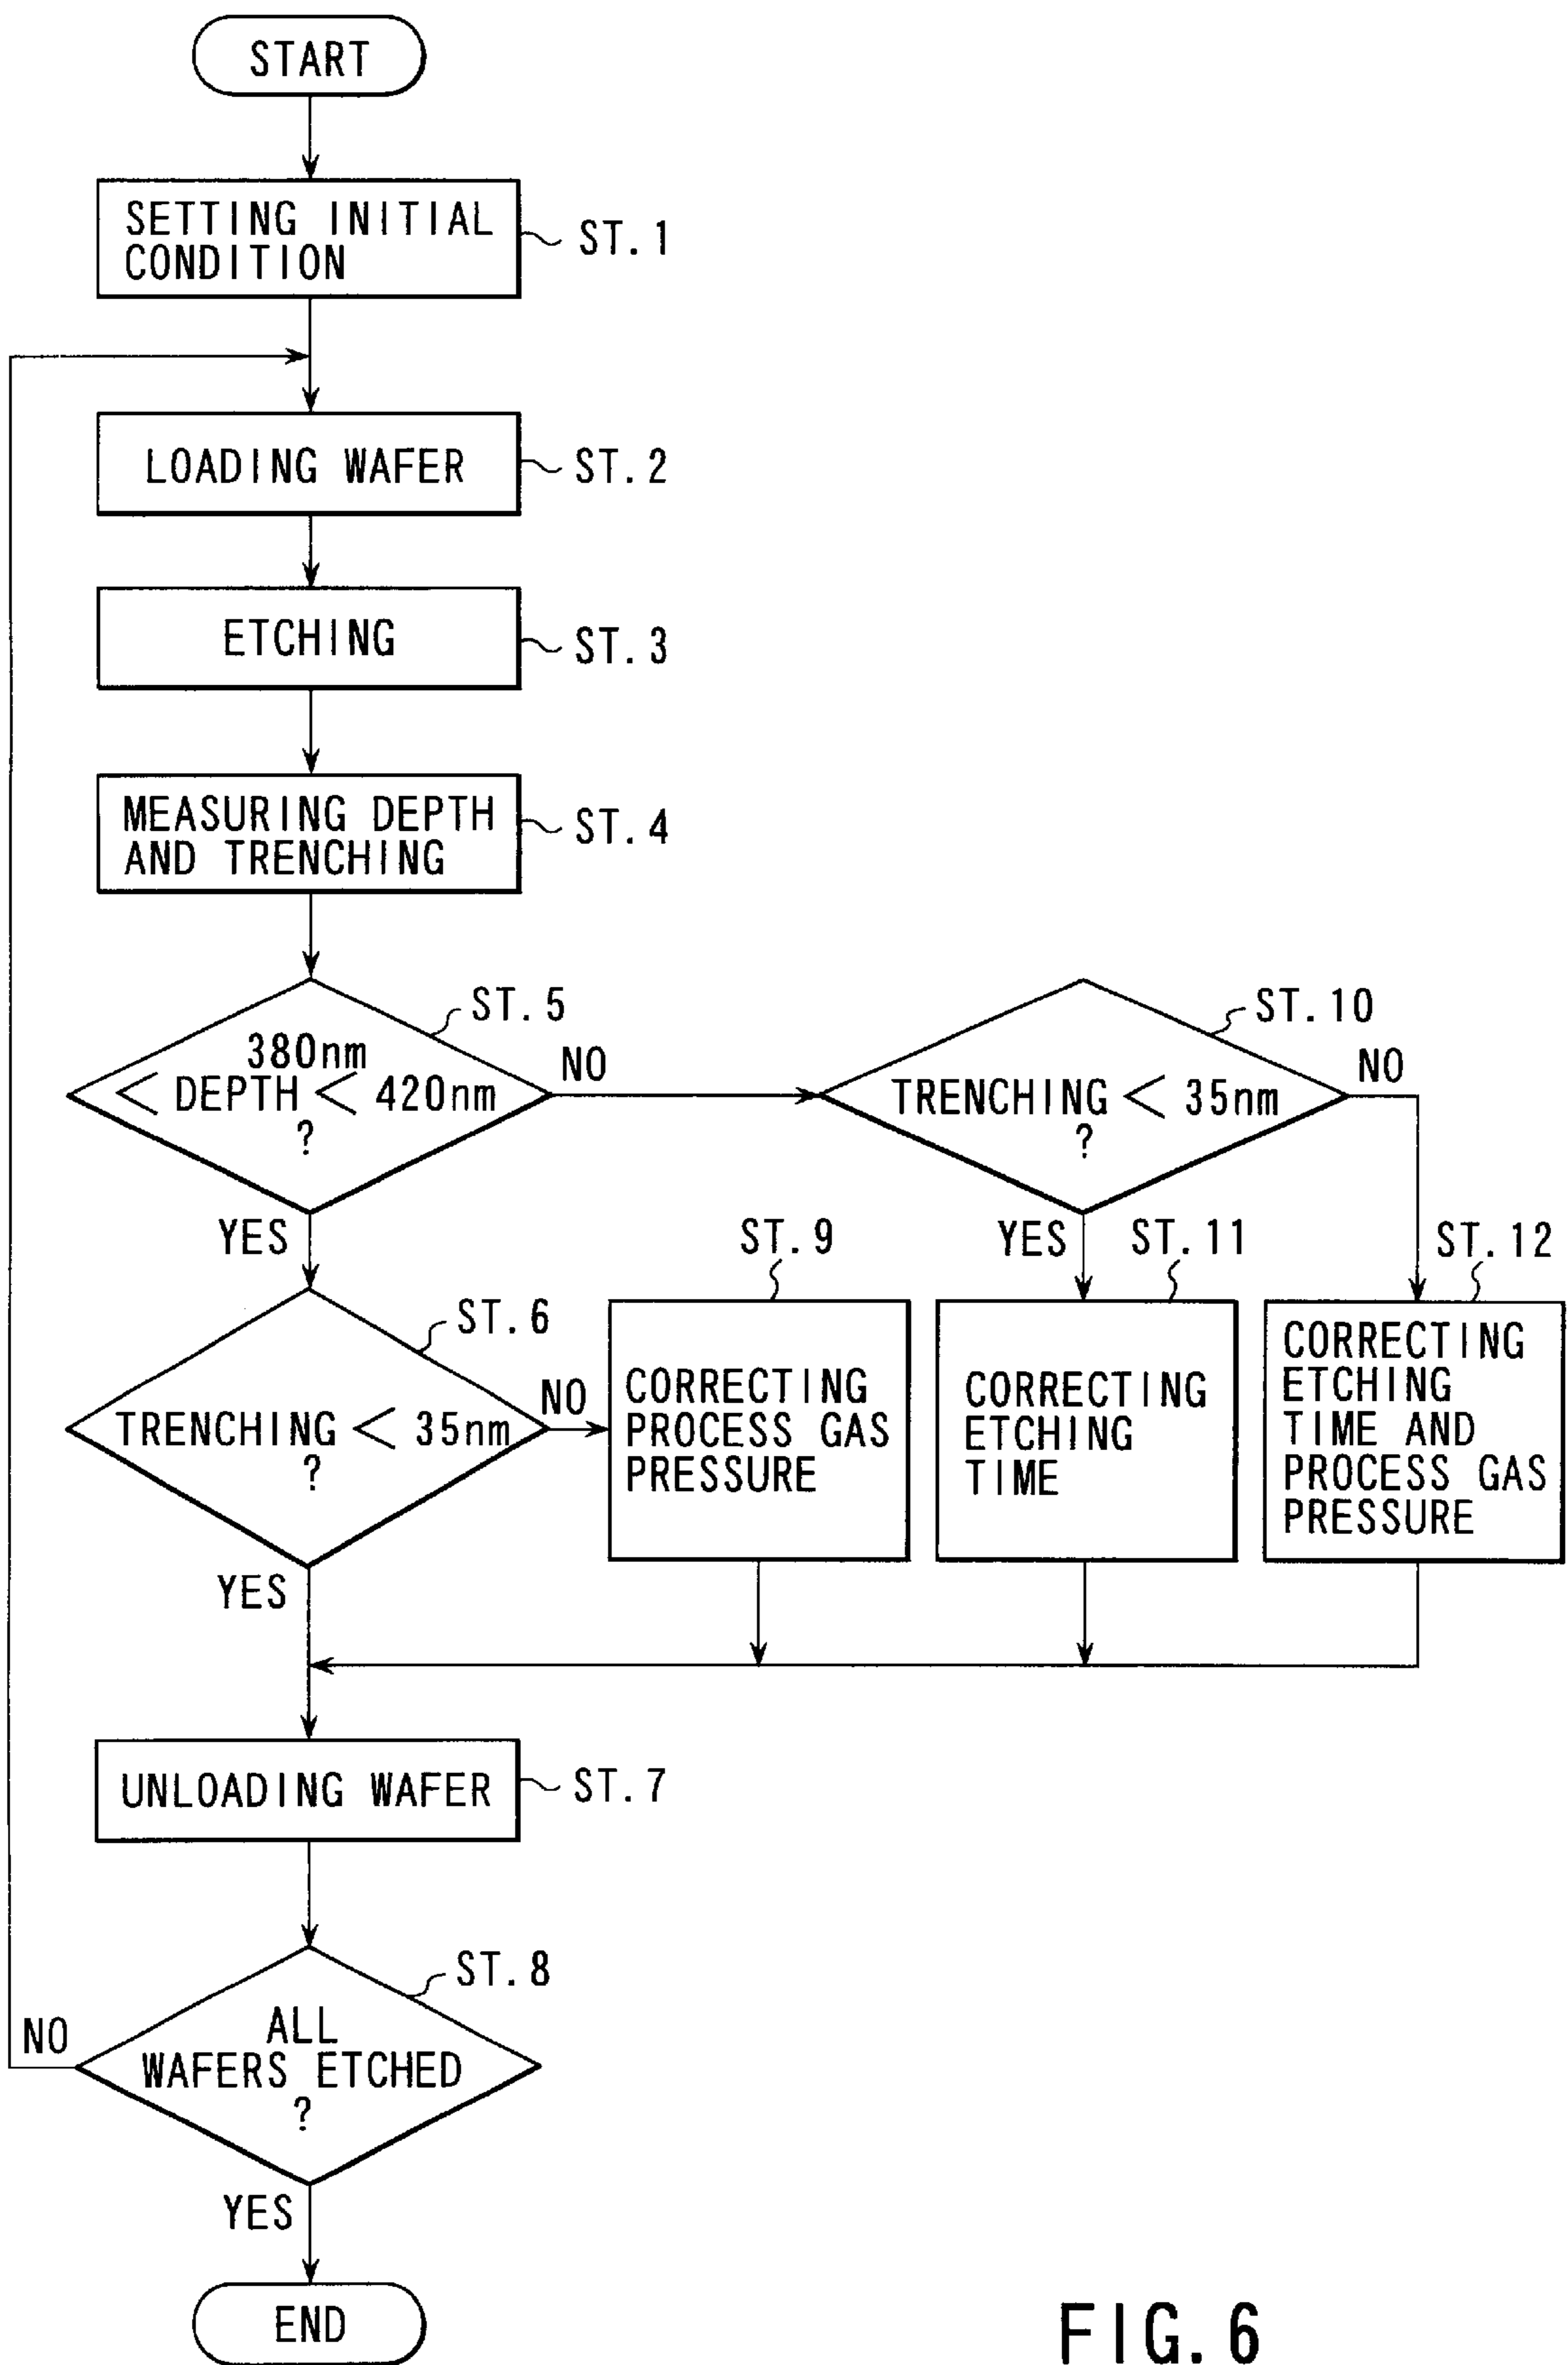 START
SETTING INITIAL
CONDITION
ST.1
LOADING WAFER
ST.2
ETCHING
ST.3
MEASURING DEPTH
AND TRENCHING
ST.4
ST.5
380nm
< DEPTH < 420nm
?
NO
YES
ST.10
TRENCHING < 35nm
?
NO
YES
ST.6
TRENCHING < 35nm
?
NO
YES
ST.9
CORRECTING
PROCESS GAS
PRESSURE
ST.11
CORRECTING
ETCHING
TIME
ST.12
CORRECTING
ETCHING
TIME AND
PROCESS GAS
PRESSURE
UNLOADING WAFER
ST.7
ST.8
ALL
WAFERS ETCHED
?
NO
YES
END
FIG.6